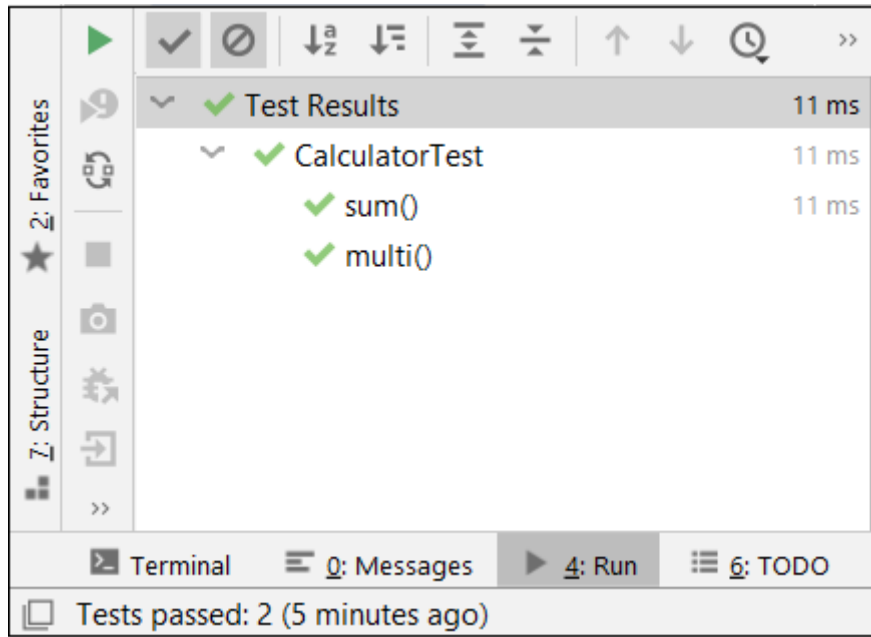 Test Results 11 ms
CalculatorTest 11 ms
sum() 11 ms
multi()
2: Favorites
7: Structure
Terminal 0: Messages 4: Run 6: TODO
Tests passed: 2 (5 minutes ago)